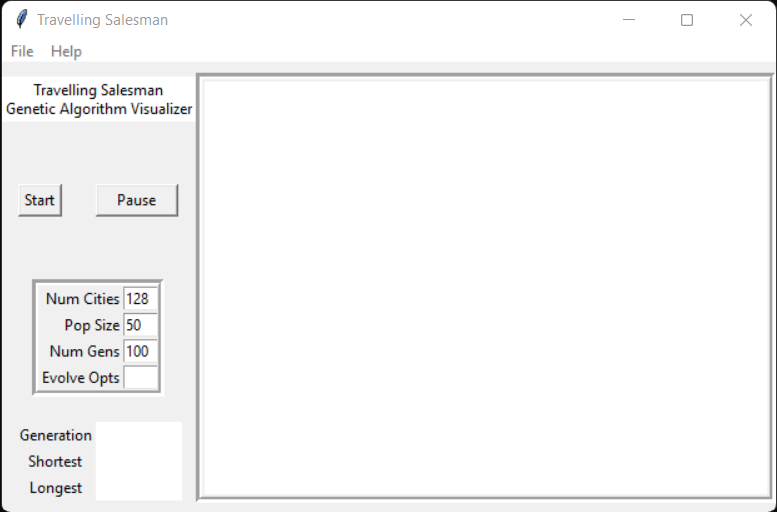 Travelling Salesman
File Help
Travelling Salesman
Genetic Algorithm Visualizer
Start Pause
Num Cities 128
Pop Size 50
Num Gens 100
Evolve Opts
Generation
Shortest
Longest